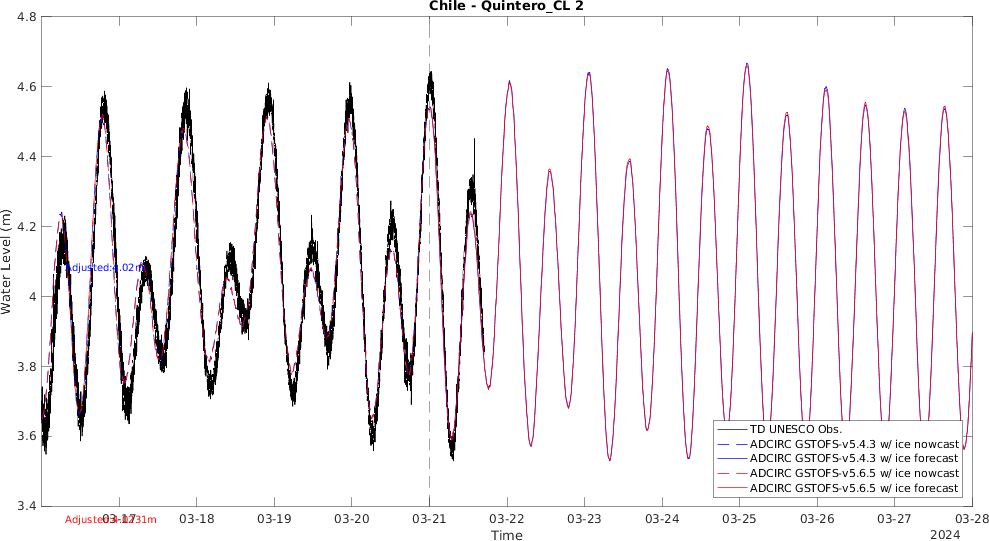 Chile - Quintero_CL 2
4.8
4.6
4.4
4.2
4
3.8
3.6
3.4
Water Level (m)
TD UNESCO Obs.
ADCIRC GSTOFS-v5.4.3 w/ ice nowcast
ADCIRC GSTOFS-v5.4.3 w/ ice forecast
ADCIRC GSTOFS-v5.6.5 w/ ice nowcast
ADCIRC GSTOFS-v5.6.5 w/ ice forecast
03-17 03-18 03-19 03-20 03-21 03-22 03-23 03-24 03-25 03-26 03-27 03-28
Time
2024